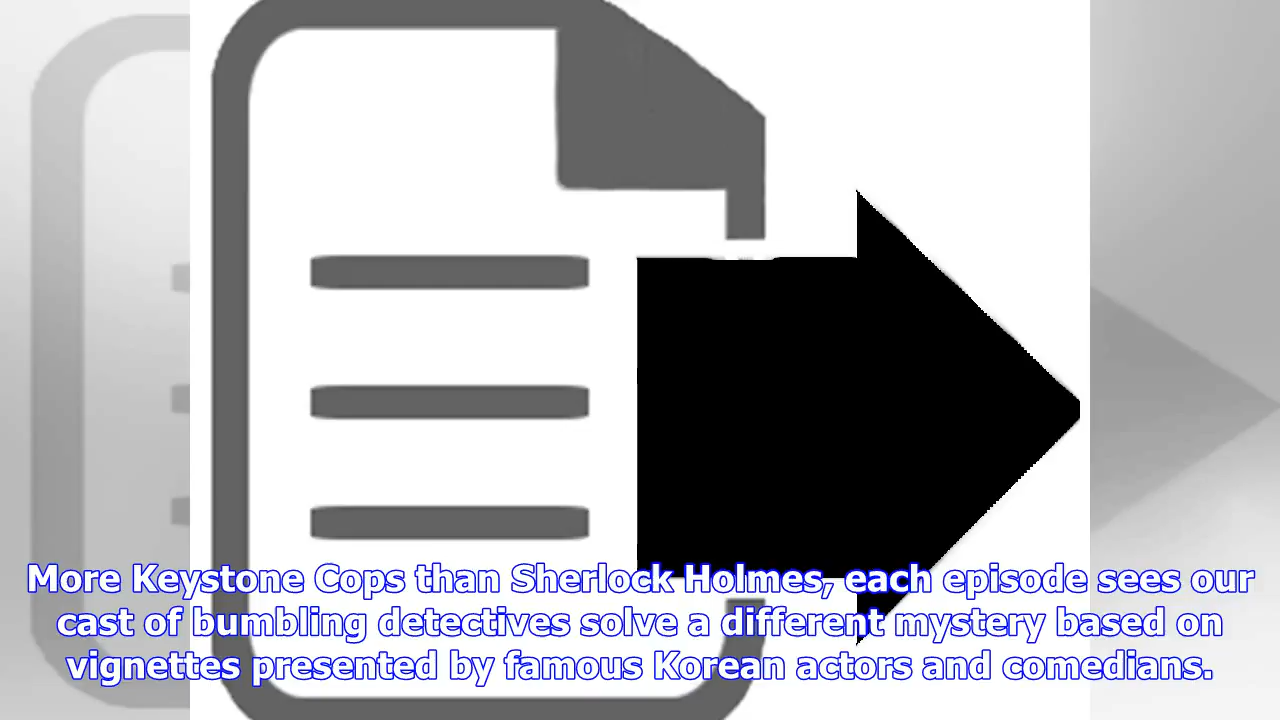 More Keystone Cops than Sherlock Holmes, each episode sees our
cast of bumbling detectives solve a different mystery based on
vignettes presented by famous Korean actors and comedians.